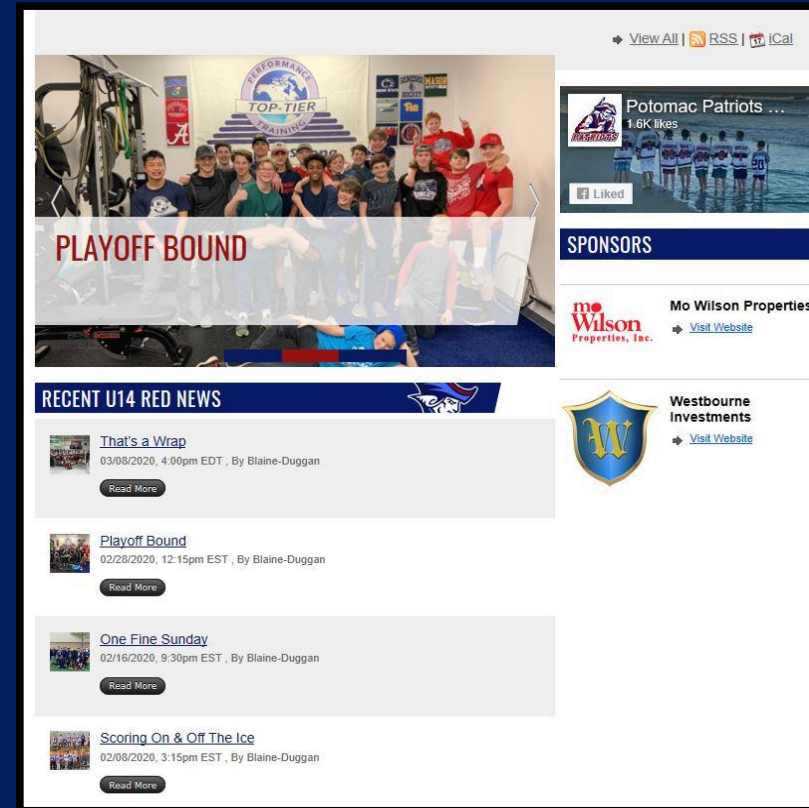 View All | RSS | 17 iCal
PERFORMANCE
TOP-TIER
TRAINING
MASON
PLAYOFF BOUND
Potomac Patriots ...
1.6K likes
PATRIOTS
20
Liked
SPONSORS
mo
Wilson
Properties, Inc.
Mo Wilson Properties
Visit Website
W
Westbourne
Investments
Visit Website
RECENT U14 RED NEWS
That's a Wrap
03/08/2020, 4:00pm EDT , By Blaine-Duggan
Read More
Playoff Bound
02/28/2020, 12:15pm EST , By Blaine-Duggan
Read More
One Fine Sunday
02/16/2020, 9:30pm EST , By Blaine-Duggan
Read More
Scoring On & Off The Ice
02/08/2020, 3:15pm EST , By Blaine-Duggan
Read More